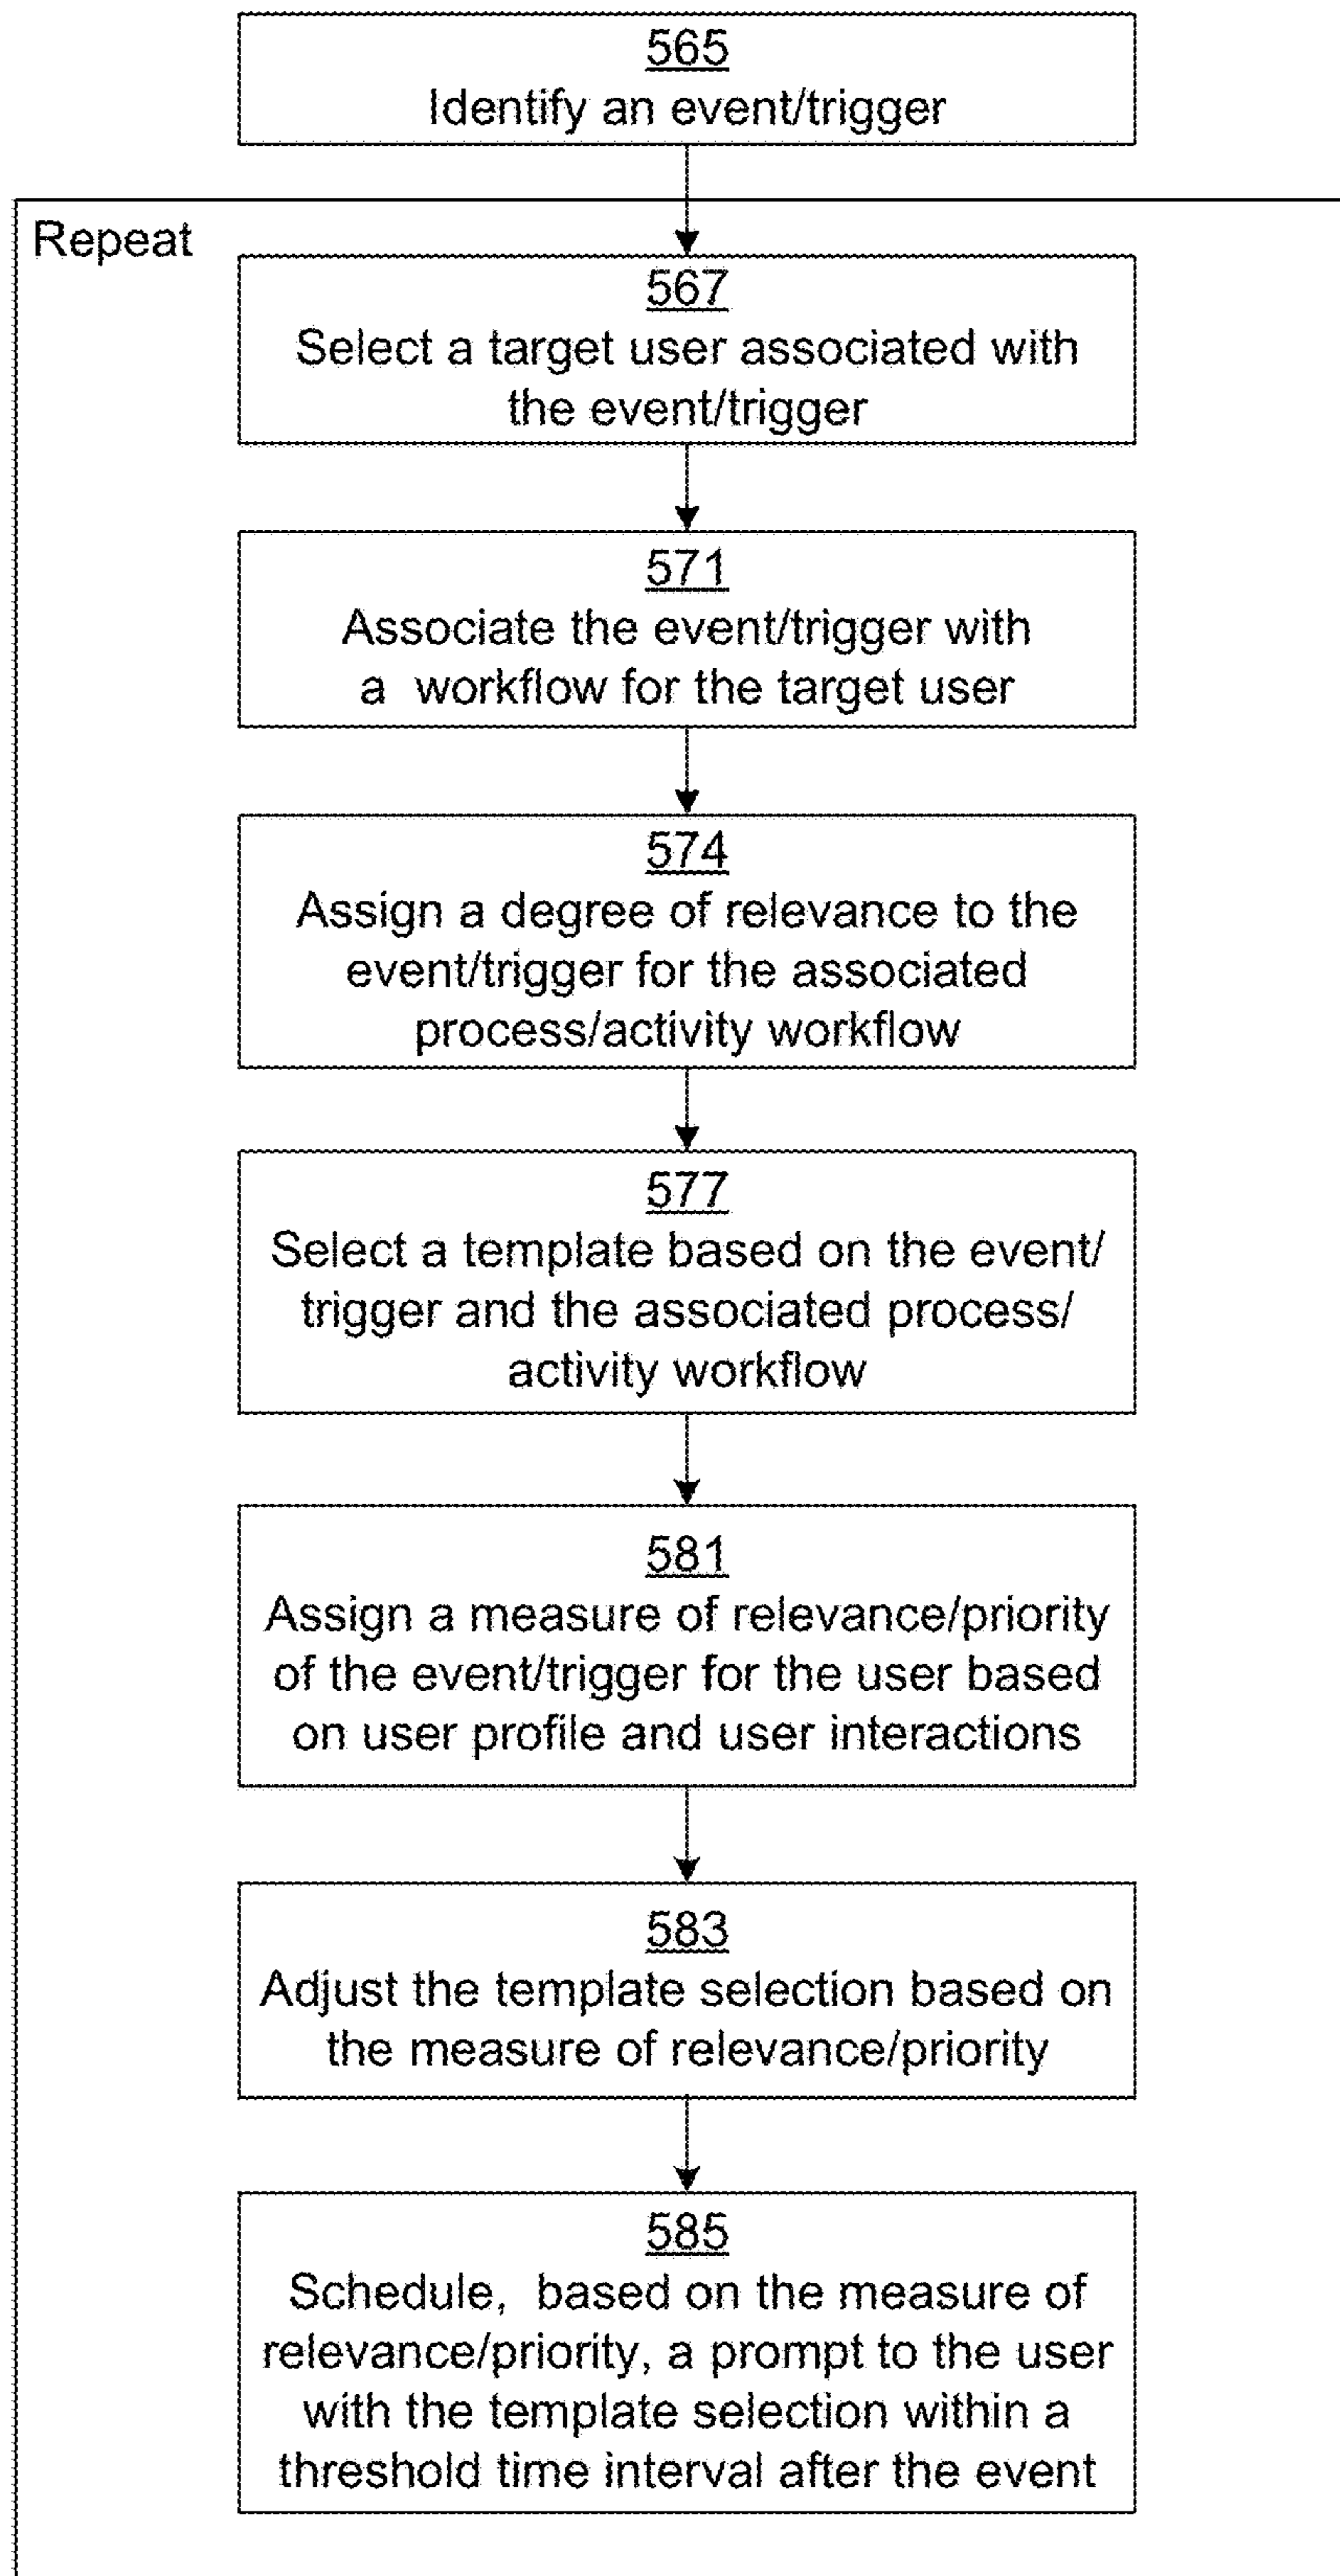 565
Identify an event/trigger
Repeat
567
Select a target user associated with
the event/trigger
571
Associate the event/trigger with
a workflow for the target user
574
Assign a degree of relevance to the
event/trigger for the associated
process/activity workflow
577
Select a template based on the event/
trigger and the associated process/
activity workflow
581
Assign a measure of relevance/priority
of the event/trigger for the user based
on user profile and user interactions
583
Adjust the template selection based on
the measure of relevance/priority
585
Schedule, based on the measure of
relevance/priority, a prompt to the user
with the template selection within a
threshold time interval after the event